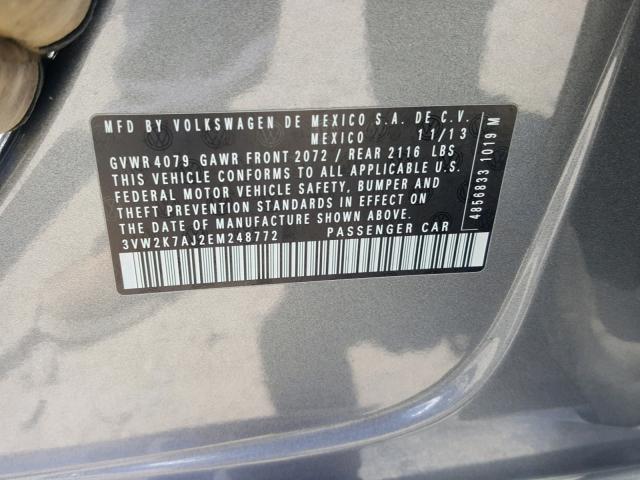 MFD BY VOLKSWAGEN DE MEXICO S.A. DE C.V.
MEXICO 11/13
GVWR 4079 GAWR FRONT 2072 / REAR 2116 LBS
THIS VEHICLE CONFORMS TO ALL APPLICABLE U.S.
FEDERAL MOTOR VEHICLE SAFETY, BUMPER AND
THEFT PREVENTION STANDARDS IN EFFECT ON
THE DATE OF MANUFACTURE SHOWN ABOVE.
3VW2K7AJ2EM248772 PASSENGER CAR
4856833 1019 M